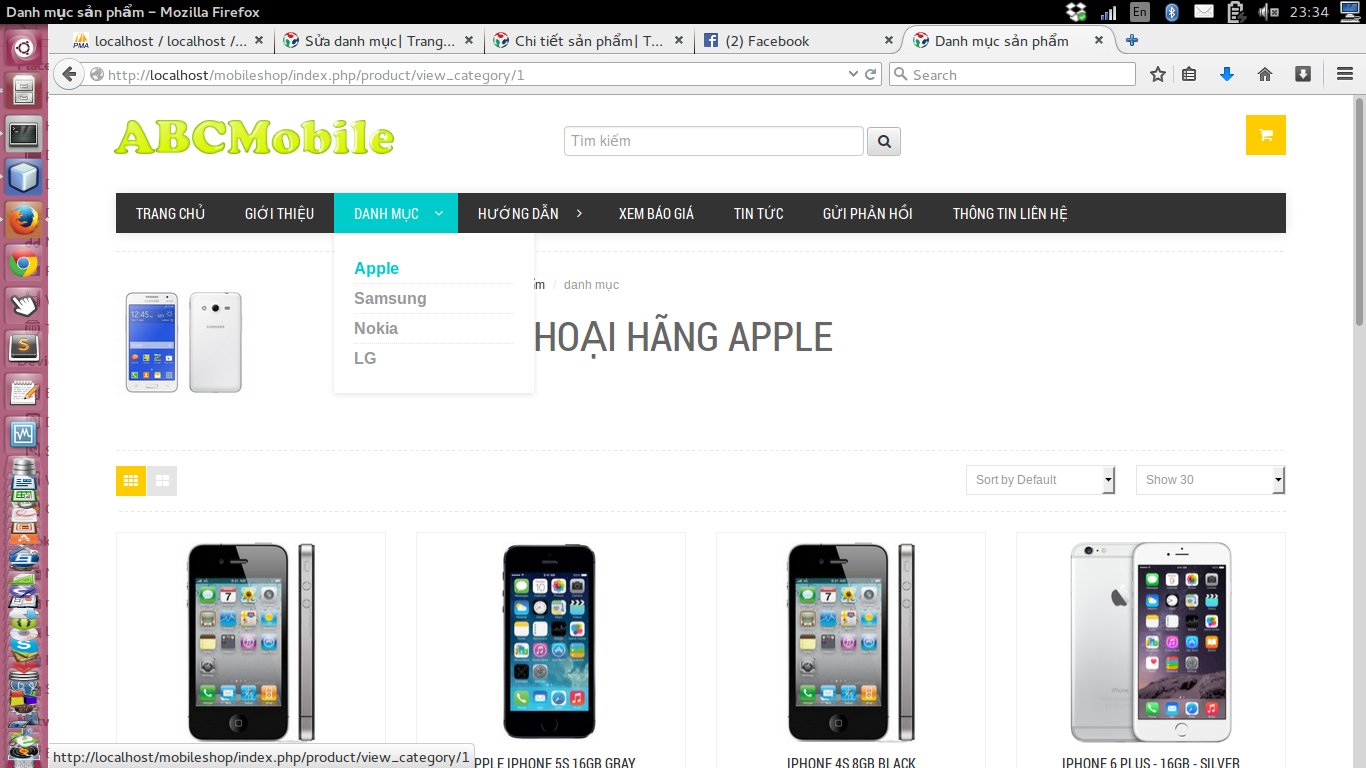 Danh mục sản phẩm – Mozilla Firefox
En
23:34
localhost / localhost /...
Sửa danh mục| Trang...
Chi tiết sản phẩm| T...
(2) Facebook
Danh mục sản phẩm
http://localhost/mobileshop/index.php/product/view_category/1
Search
ABCMobile
Tìm kiếm
TRANG CHỦ
GIỚI THIỆU
DANH MỤC
HƯỚNG DẪN
XEM BÁO GIÁ
TIN TỨC
GỬI PHẢN HỒI
THÔNG TIN LIÊN HỆ
Apple
Samsung
Nokia
LG
/ danh mục
HOẠI HÃNG APPLE
Sort by Default
Show 30
PPLE IPHONE 5S 16GB GRAY
IPHONE 4S 8GB BLACK
IPHONE 6 PLUS - 16GB - SILVER
http://localhost/mobileshop/index.php/product/view_category/1